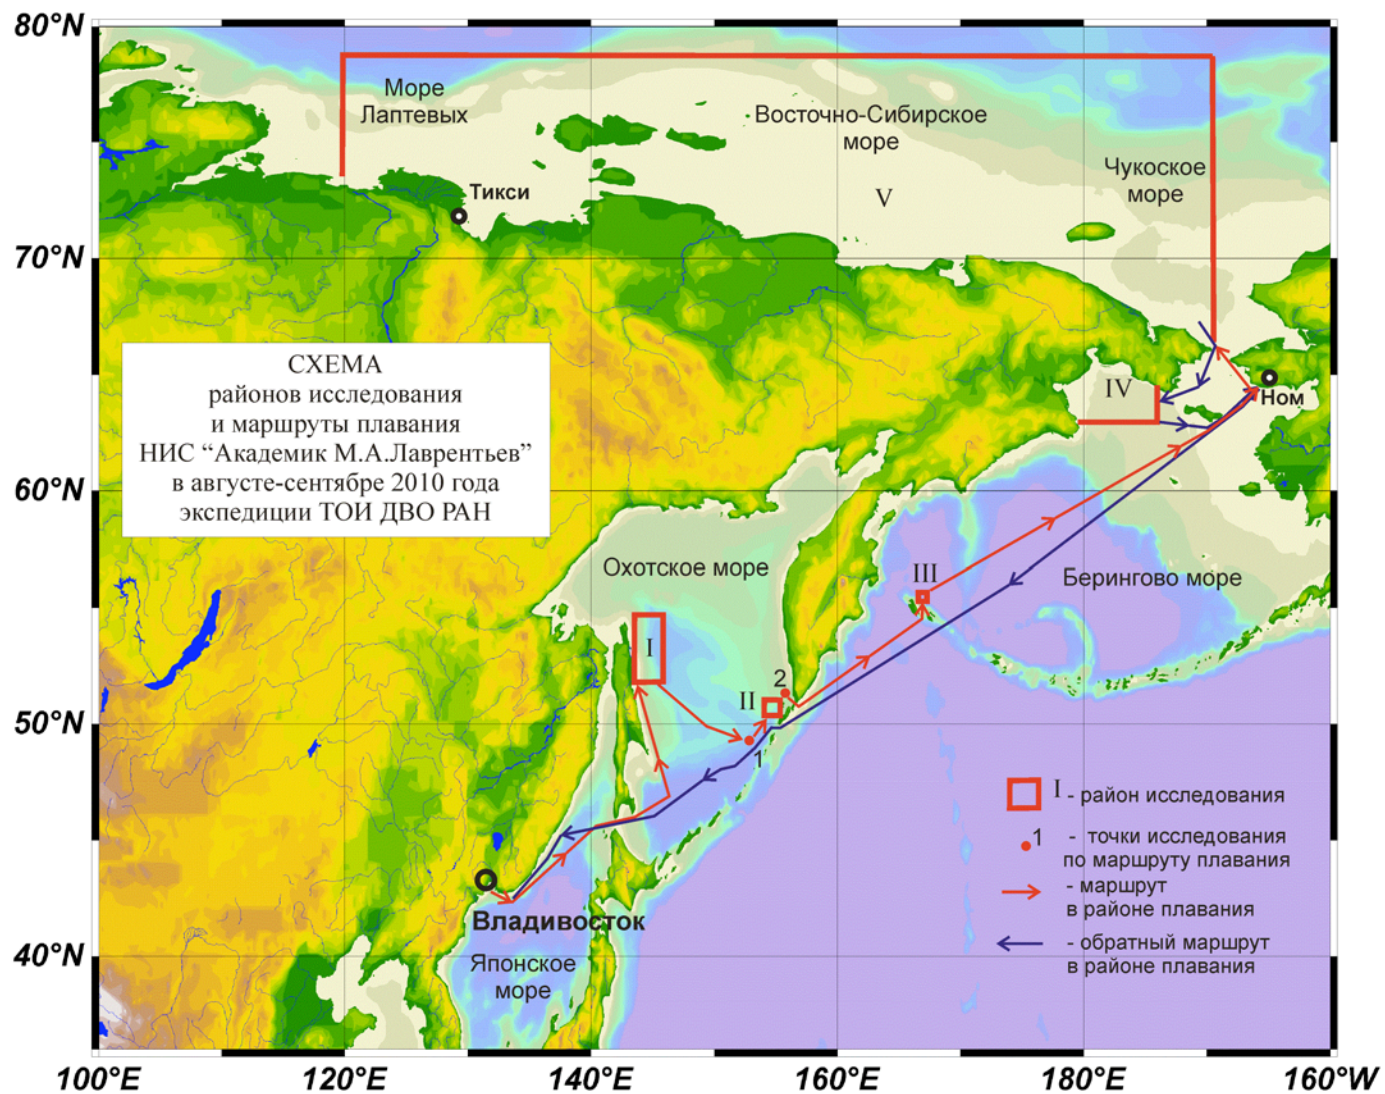 80°N
Море
Лаптевых
Восточно-Сибирское
море
Чукоское
море
V
Тикси
70°N
СХЕМА
районов исследования
и маршруты плавания
НИС “Академик М.А.Лаврентьев”
в августе-сентябре 2010 года
экспедиции ТОИ ДВО РАН
IV
Ном
60°N
Охотское море
III
Берингово море
I
2
II
50°N
1
I - район исследования
1 - точки исследования
по маршруту плавания
- маршрут
в районе плавания
- обратный маршрут
в районе плавания
Владивосток
40°N
Японское
море
100°E 120°E 140°E 160°E 180°E 160°W